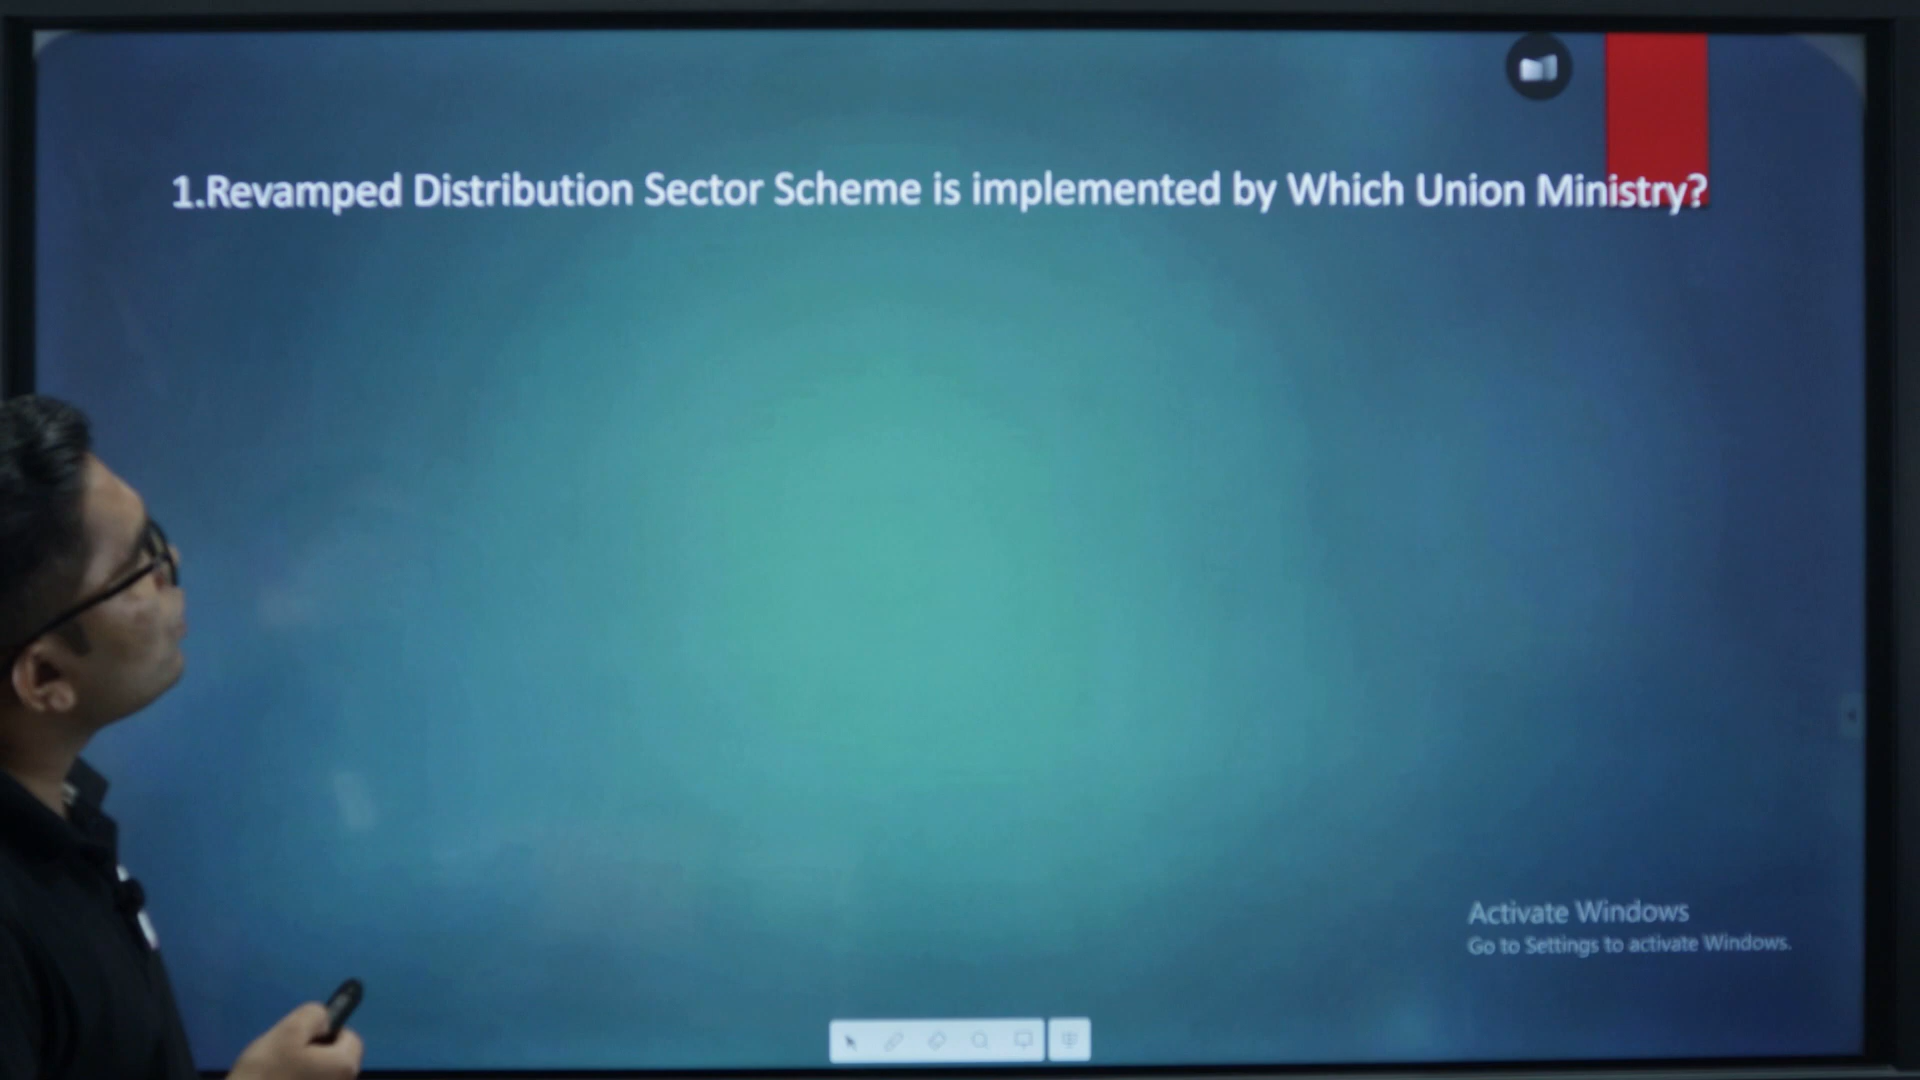 1.Revamped Distribution Sector Scheme is implemented by Which Union Ministry?
Activate Windows
Go to Settings to activate Windows.